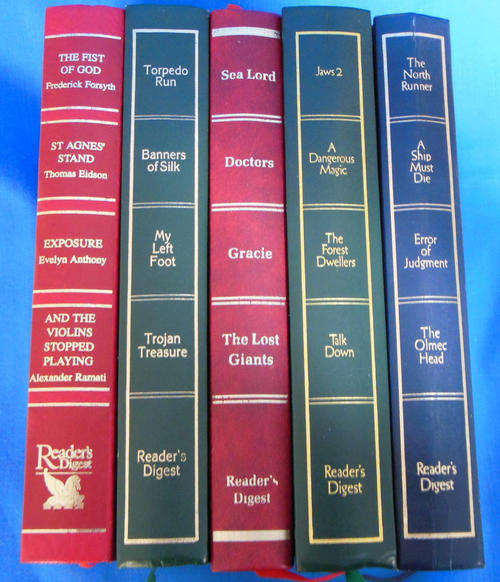 THE FIST
OF GOD
Frederick Forsyth
ST AGNES'
STAND
Thomas Eidson
EXPOSURE
Evelyn Anthony
AND THE
VIOLINS
STOPPED
PLAYING
Alexander Ramati
Reader's
Digest
Torpedo
Run
Banners
of Silk
My
Left
Foot
Trojan
Treasure
Reader's
Digest
Sea Lord
Doctors
Gracie
The Lost
Giants
Reader's
Digest
Jaws 2
A
Dangerous
Magic
The
Forest
Dwellers
Talk
Down
Reader's
Digest
The
North
Runner
A
Ship
Must
Die
Error
of
Judgment
The
Olmec
Head
Reader's
Digest